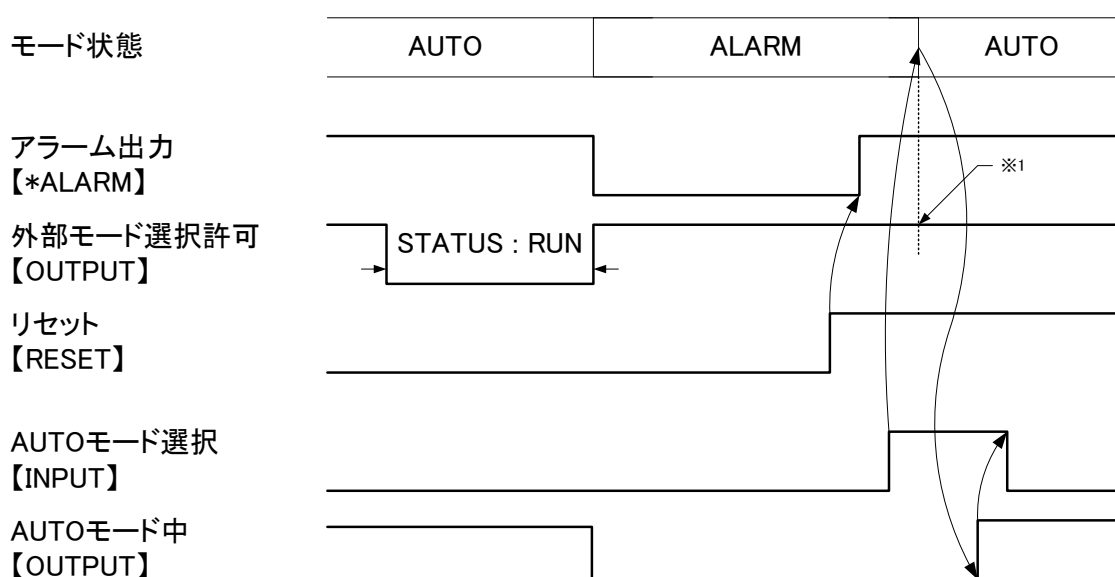 モード状態
AUTO
ALARM
AUTO
アラーム出力
【*ALARM】
※1
外部モード選択許可
【OUTPUT】
STATUS : RUN
リセット
【RESET】
AUTOモード選択
【INPUT】
AUTOモード中
【OUTPUT】